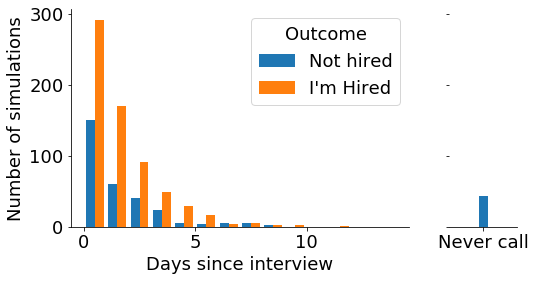 300
200
100
0
Number of simulations
Outcome
Not hired
I'm Hired
0
5
10
Never call
Days since interview